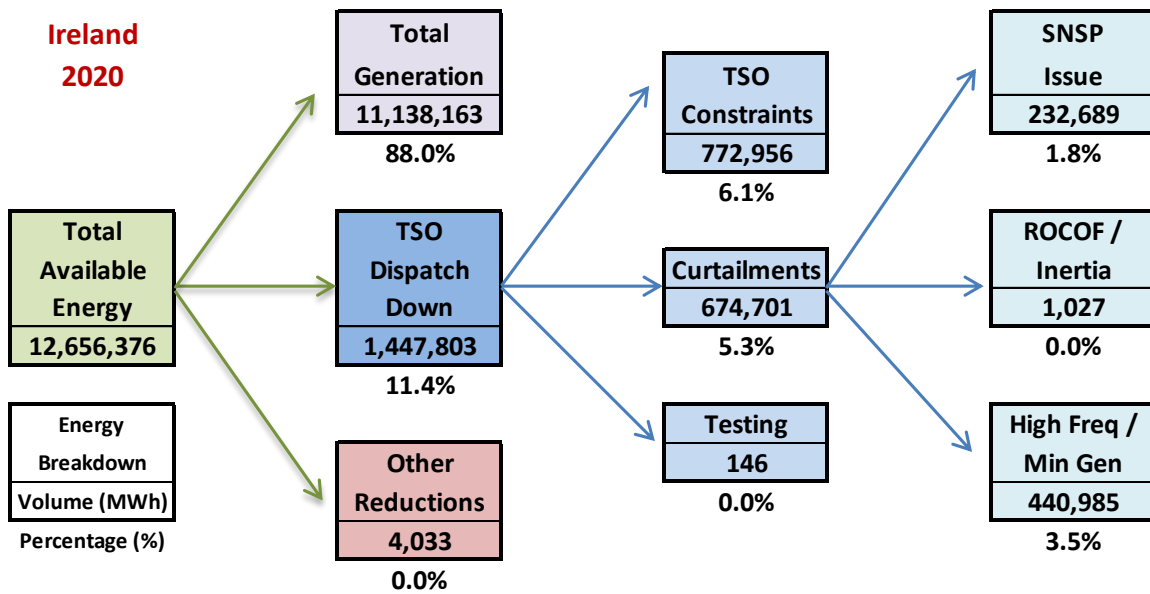 Ireland
2020
Total
Generation
11,138,163
88.0%
Total
Available
Energy
12,656,376
TSO
Dispatch
Down
1,447,803
11.4%
Other
Reductions
4,033
0.0%
TSO
Constraints
772,956
6.1%
Curtailments
674,701
5.3%
Testing
146
0.0%
SNSP
Issue
232,689
1.8%
ROCOF /
Inertia
1,027
0.0%
High Freq /
Min Gen
440,985
3.5%
Energy
Breakdown
Volume (MWh)
Percentage (%)